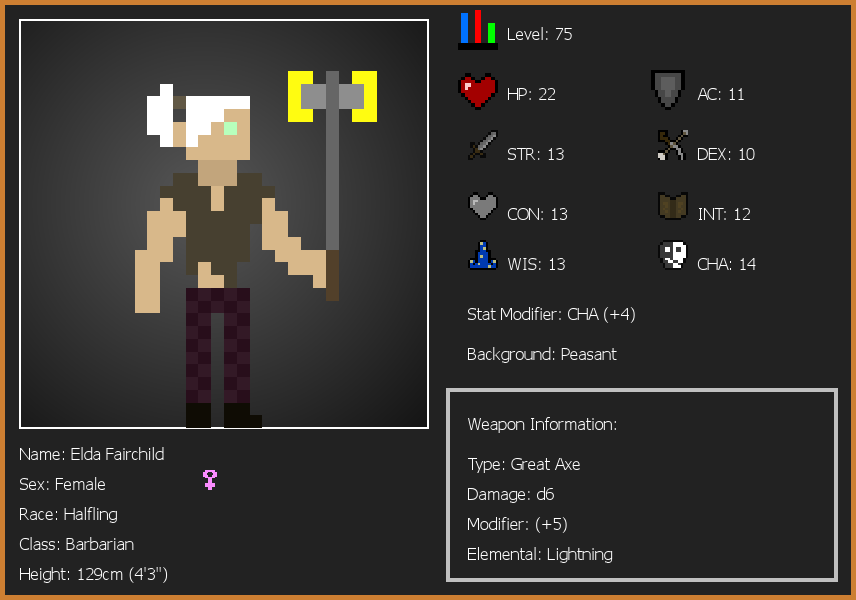 Level: 75
HP: 22
AC: 11
STR: 13
DEX: 10
CON: 13
INT: 12
WIS: 13
CHA: 14
Stat Modifier: CHA (+4)
Background: Peasant
Weapon Information:
Type: Great Axe
Damage: d6
Modifier: (+5)
Elemental: Lightning
Name: Elda Fairchild
Sex: Female
Race: Halfling
Class: Barbarian
Height: 129cm (4'3")